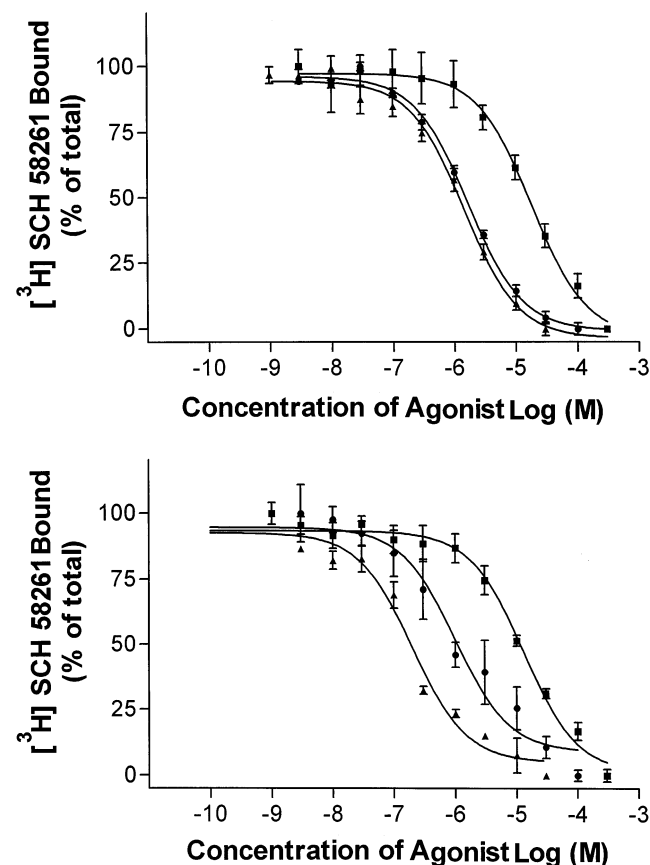 [³H] SCH 58261 Bound
(% of total)
100
75
50
25
0
-10 -9 -8 -7 -6 -5 -4 -3
Concentration of Agonist Log (M)
[³H] SCH 58261 Bound
(% of total)
100
75
50
25
0
-10 -9 -8 -7 -6 -5 -4 -3
Concentration of Agonist Log (M)